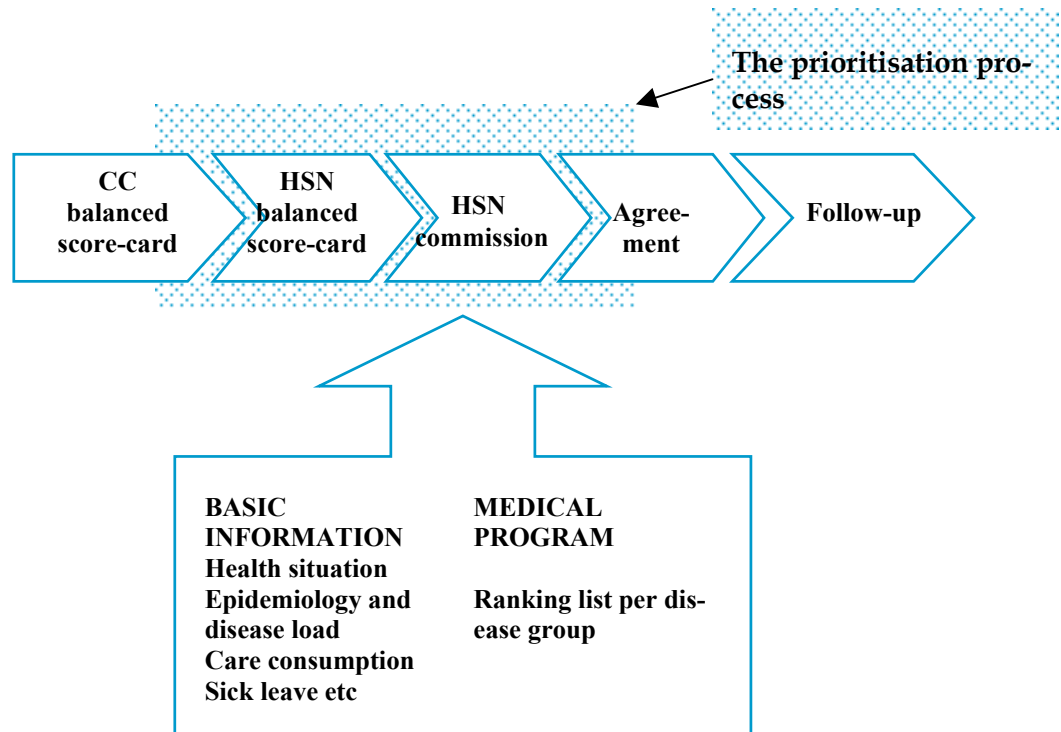 The prioritisation pro-
cess
CC
balanced
score-card
HSN
balanced
score-card
HSN
commission
Agree-
ment
Follow-up
BASIC
INFORMATION
Health situation
Epidemiology and
disease load
Care consumption
Sick leave etc
MEDICAL
PROGRAM
Ranking list per dis-
ease group